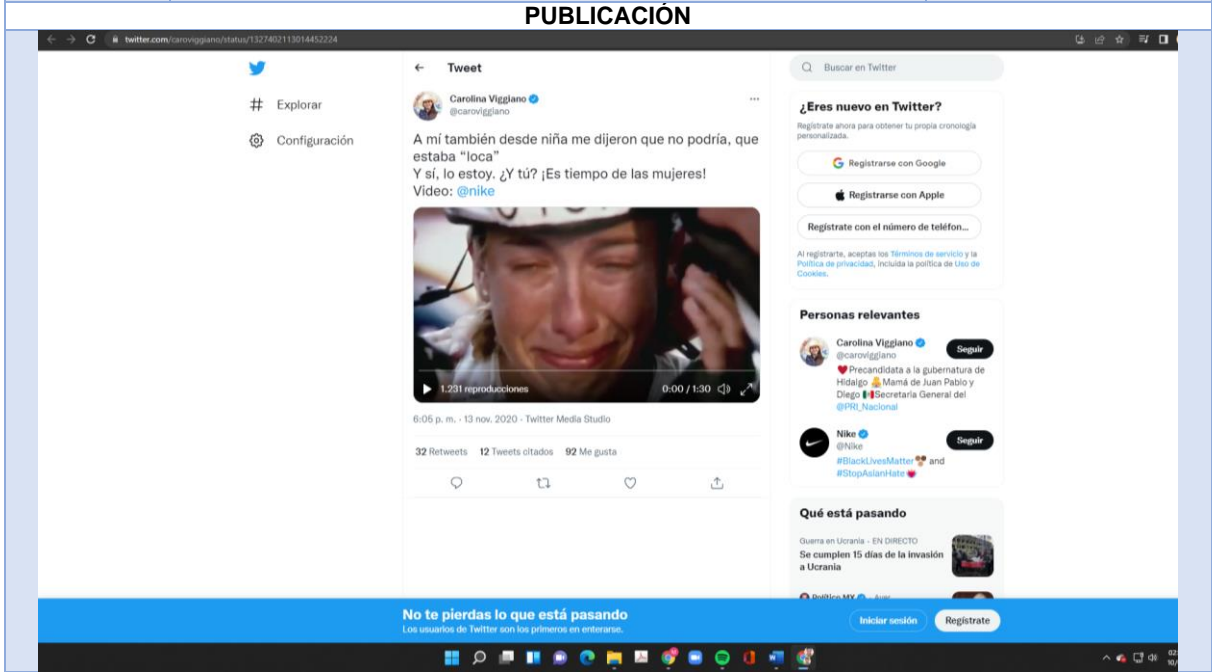 PUBLICACIÓN
twitter.com/caroviggiano/status/1327402113014452224
Explorar
Configuración
Tweet
Carolina Viggiano
@caroviggiano
A mí también desde niña me dijeron que no podría, que
estaba “loca”
Y sí, lo estoy. ¿Y tú? ¡Es tiempo de las mujeres!
Video: @nike
1.231 reproducciones
0:00 / 1:30
6:05 p. m. · 13 nov. 2020 · Twitter Media Studio
32 Retweets 12 Tweets citados 92 Me gusta
Buscar en Twitter
¿Eres nuevo en Twitter?
Regístrate ahora para obtener tu propia cronología
personalizada.
Registrarse con Google
Registrarse con Apple
Regístrate con el número de teléfon...
Al registrarte, aceptas los Términos de servicio y la
Política de privacidad, incluida la política de Uso de
Cookies.
Personas relevantes
Carolina Viggiano
@caroviggiano
Seguir
Precandidata a la gubernatura de
Hidalgo Mamá de Juan Pablo y
Diego Secretaria General del
@PRI_Nacional
Nike
@Nike
Seguir
#BlackLivesMatter and
#StopAsianHate
Qué está pasando
Guerra en Ucrania · EN DIRECTO
Se cumplen 15 días de la invasión
a Ucrania
No te pierdas lo que está pasando
Los usuarios de Twitter son los primeros en enterarse.
Iniciar sesión
Regístrate